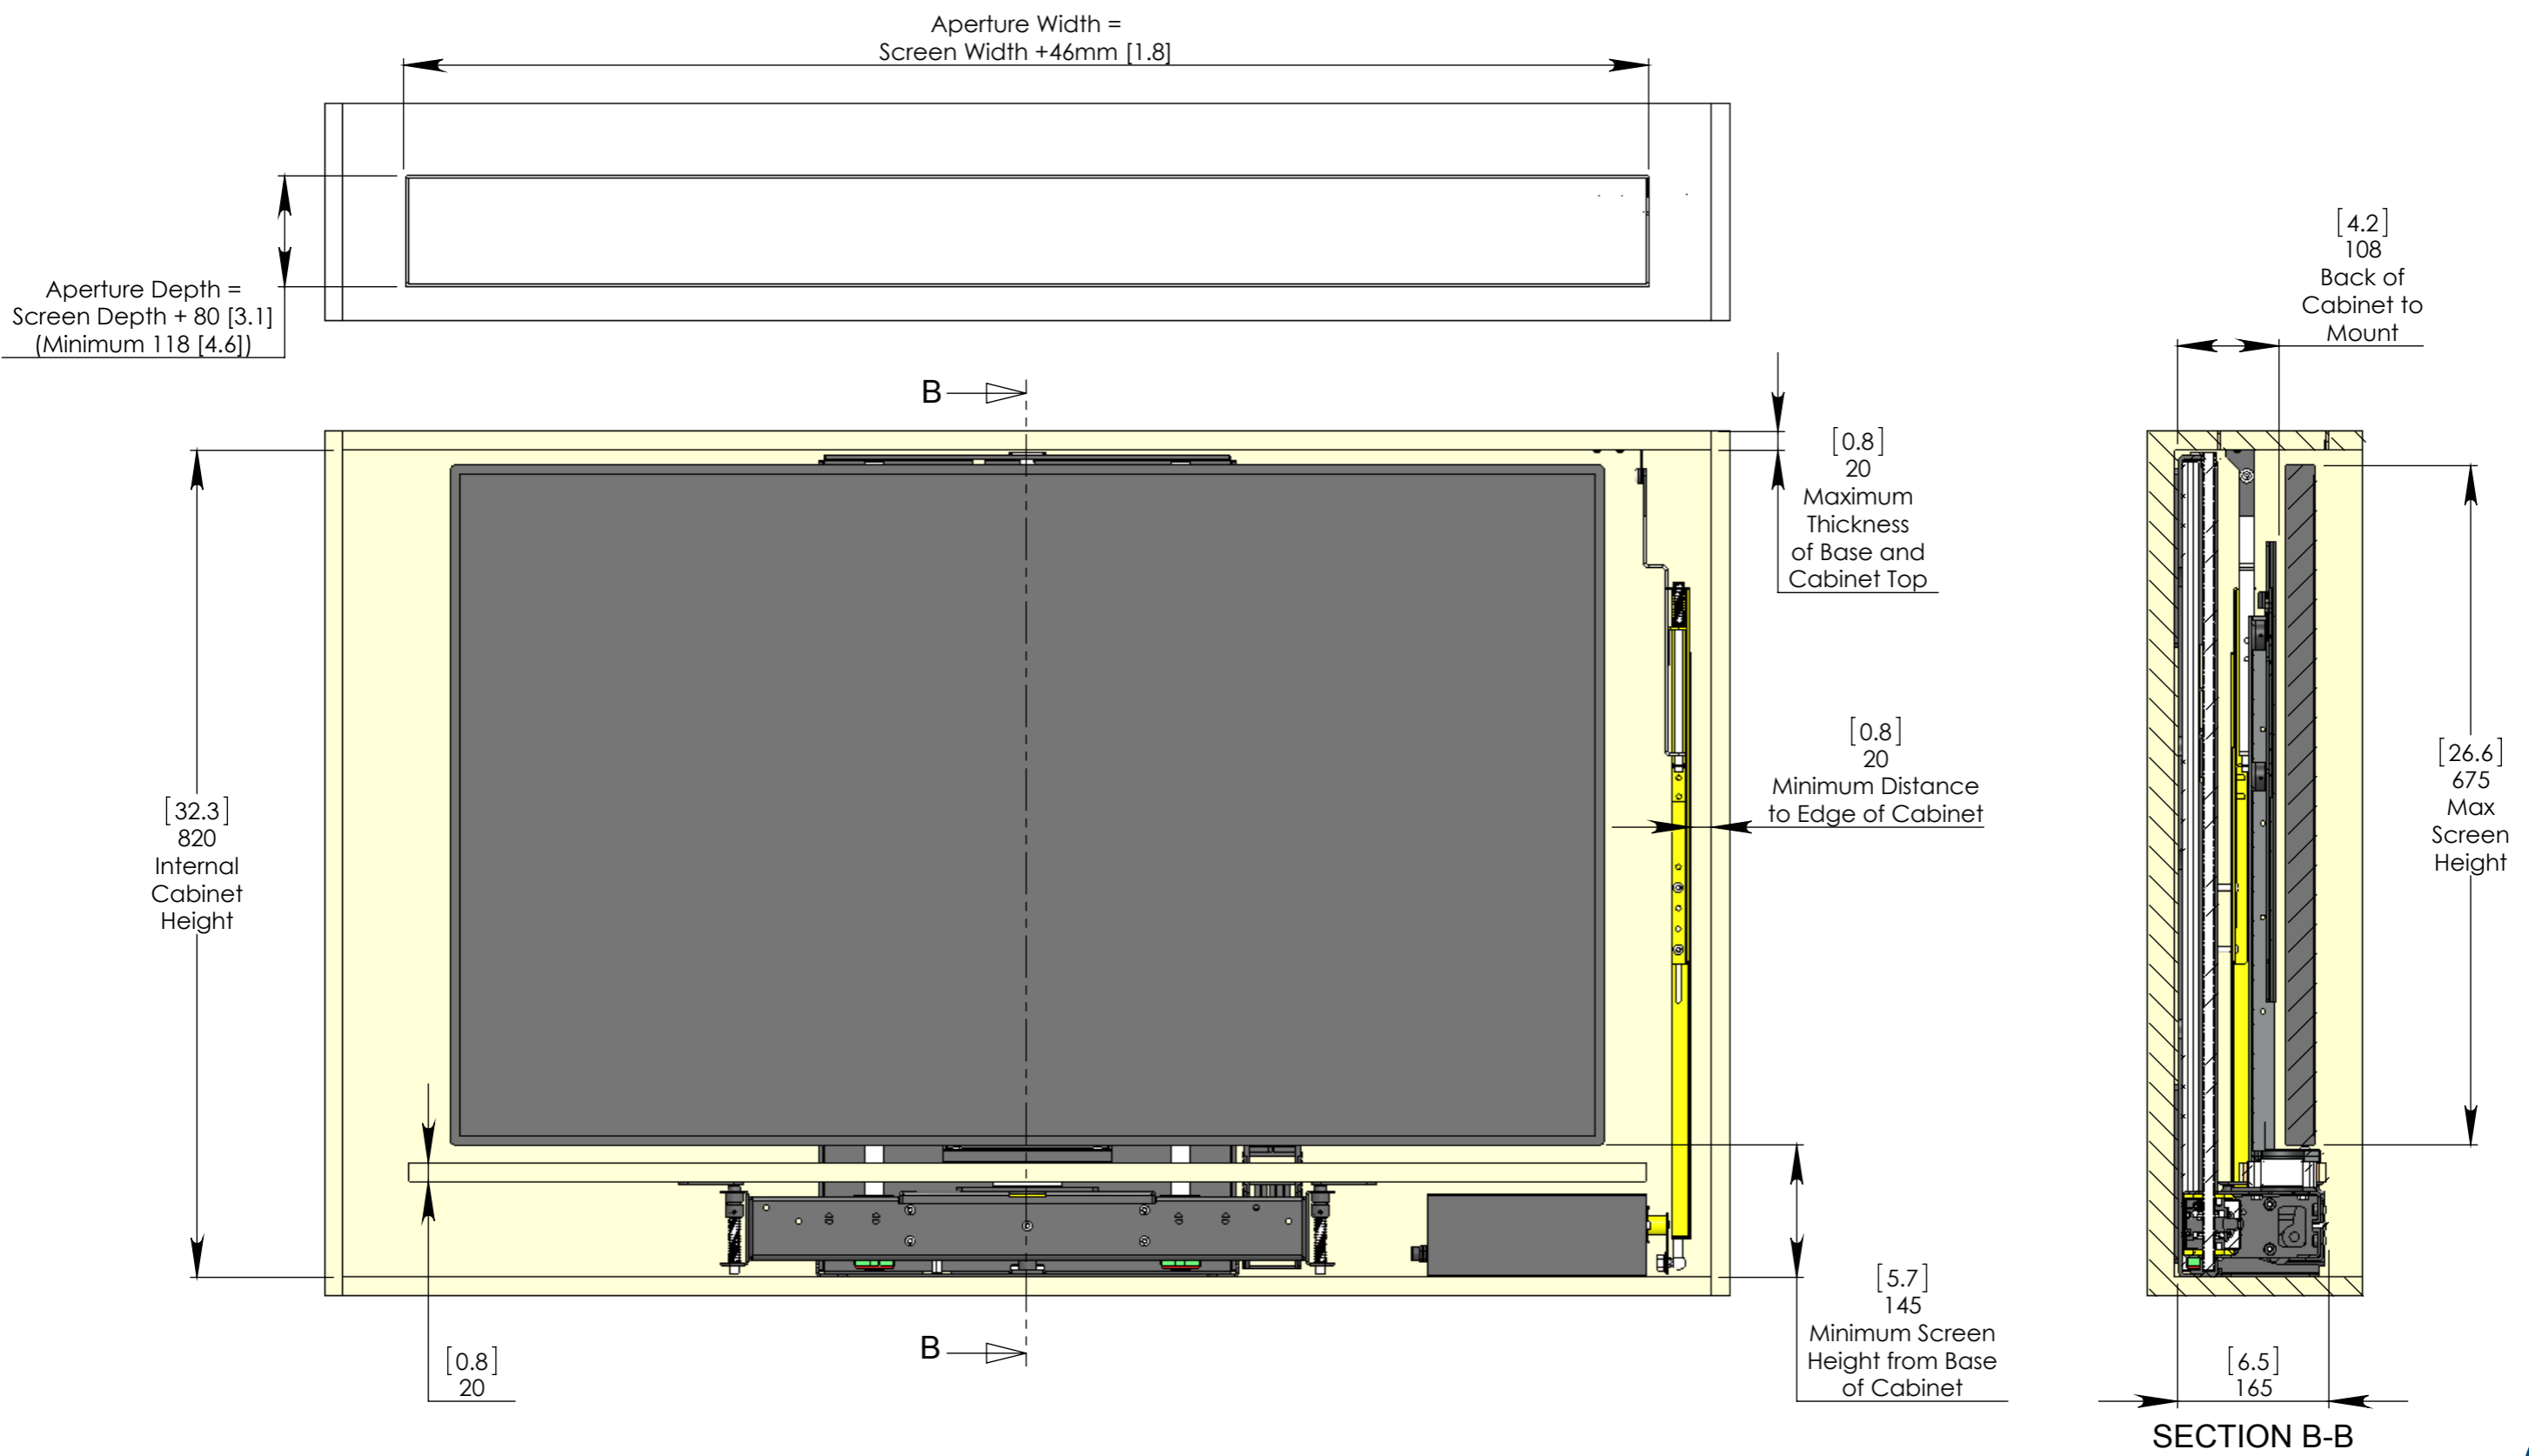 Aperture Width =
Screen Width +46mm [1.8]
Aperture Depth =
Screen Depth + 80 [3.1]
(Minimum 118 [4.6])
[4.2]
108
Back of
Cabinet to
Mount
B
[0.8]
20
Maximum
Thickness
of Base and
Cabinet Top
[0.8]
20
Minimum Distance
to Edge of Cabinet
[32.3]
820
Internal
Cabinet
Height
[26.6]
675
Max
Screen
Height
[5.7]
145
Minimum Screen
Height from Base
of Cabinet
B
[0.8]
20
[6.5]
165
SECTION B-B